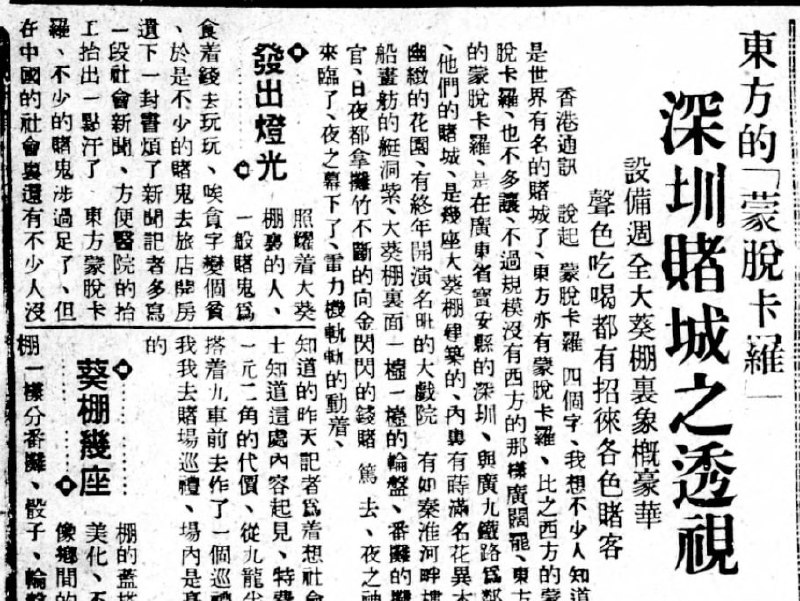 東方的「蒙脫卡羅」
深圳賭城之透視
設備週全大葵棚裏象概豪華
聲色吃喝都有招徠各色賭客
香港通訊 說起 蒙脫卡羅 四個字、我想不少人知道
是世界有名的賭城了、東方亦有蒙脫卡羅、比之西方的蒙
脫卡羅、也不多讓、不過規模沒有西方的那樣廣闊罷、東方
的蒙脫卡羅、是在廣東省寶安縣的深圳、與廣九鐵路爲鄰
、他們的賭城、是幾座大葵棚建築的、內裏有蒔滿名花異木
幽緻的花園、有終年開演名班的大戲院 有如秦淮河畔樓
船畫舫的艇洞紫、大葵棚裏面一檯一檯的輪盤、番攤的攤
官、日夜都拿攤竹不斷的向金閃閃的錢賭 篤 去、夜之神
來臨了、夜之幕下了、雷力機軌軌的動着、
發出燈光
照耀着大葵
棚裏的人、
一般賭鬼爲
食着錢去玩玩、唉貪字變個貧
、於是不少的賭鬼去旅店開房
遺下一封書煩了新聞記者多寫
一段社會新聞、方便醫院的抬
工抬出一點汗了 東方蒙脫卡
羅、不少的賭鬼涉過足了、但
在中國的社會裏還有不少人沒
知道的昨天記者爲着想社會
士知道這處內容起見、特費
一元二角的代價、從九龍尖
搭着九車前去作了一個巡禮
我我去賭場巡禮、場內是
的
葵棚幾座
棚的蓋搭
美化、不
像鄉間的
棚一樣分番攤、骰子、輪盤